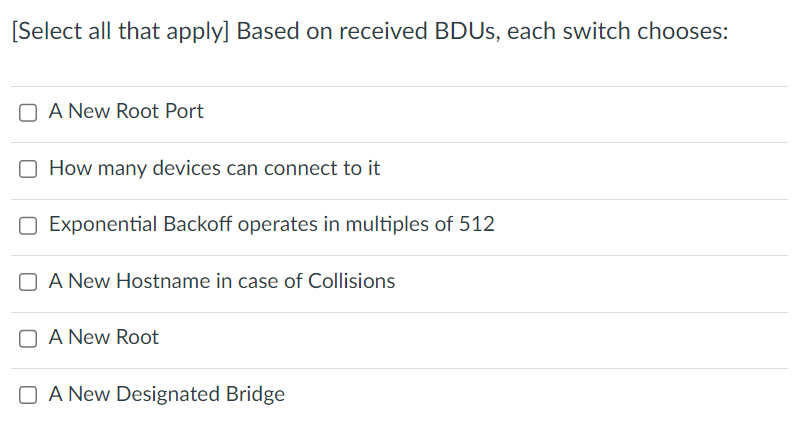 [Select all that apply] Based on received BDUs, each switch chooses:
A New Root Port
How many devices can connect to it
Exponential Backoff operates in multiples of 512
A New Hostname in case of Collisions
A New Root
A New Designated Bridge